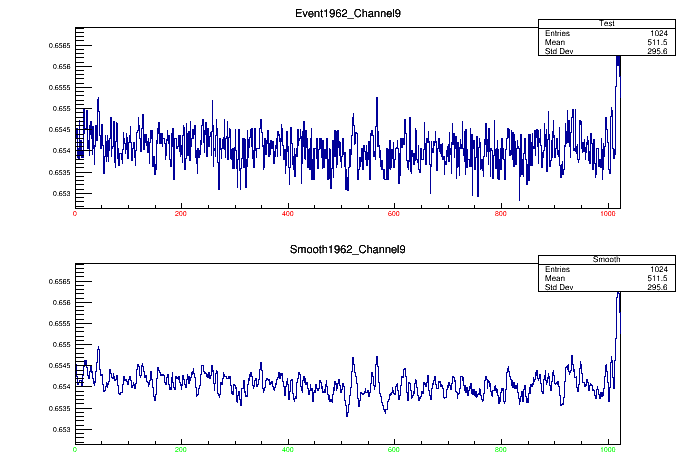 Event1962_Channel9
Test
Entries 1024
Mean 511.5
Std Dev 295.6
0.6565
0.656
0.6555
0.655
0.6545
0.654
0.6535
0.653
0 200 400 600 800 1000
Smooth1962_Channel9
Smooth
Entries 1024
Mean 511.5
Std Dev 295.6
0.6565
0.656
0.6555
0.655
0.6545
0.654
0.6535
0.653
0 200 400 600 800 1000